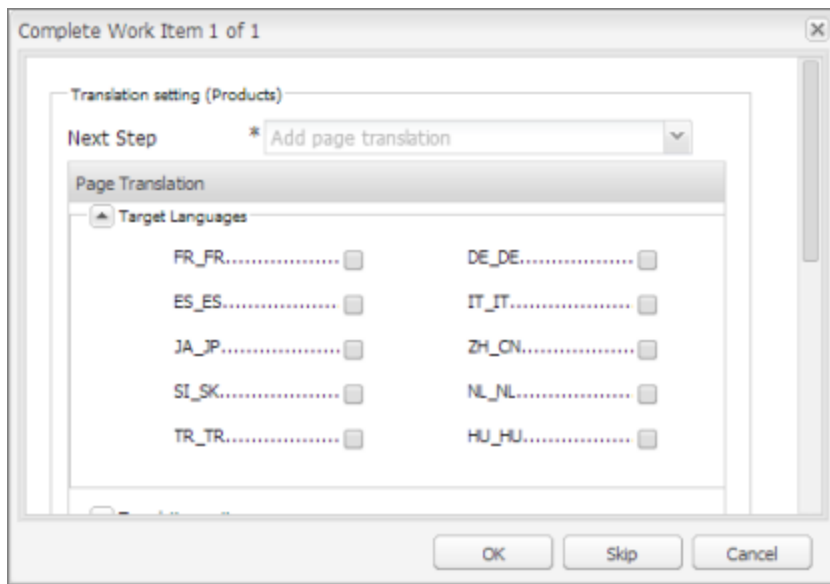 Complete Work Item 1 of 1
Translation setting (Products)
Next Step * Add page translation
Page Translation
Target Languages
FR_FR................... DE_DE...................
ES_ES................... IT_IT....................
JA_JP.................... ZH_CN...................
SI_SK.................... NL_NL...................
TR_TR................... HU_HU..................
OK Skip Cancel